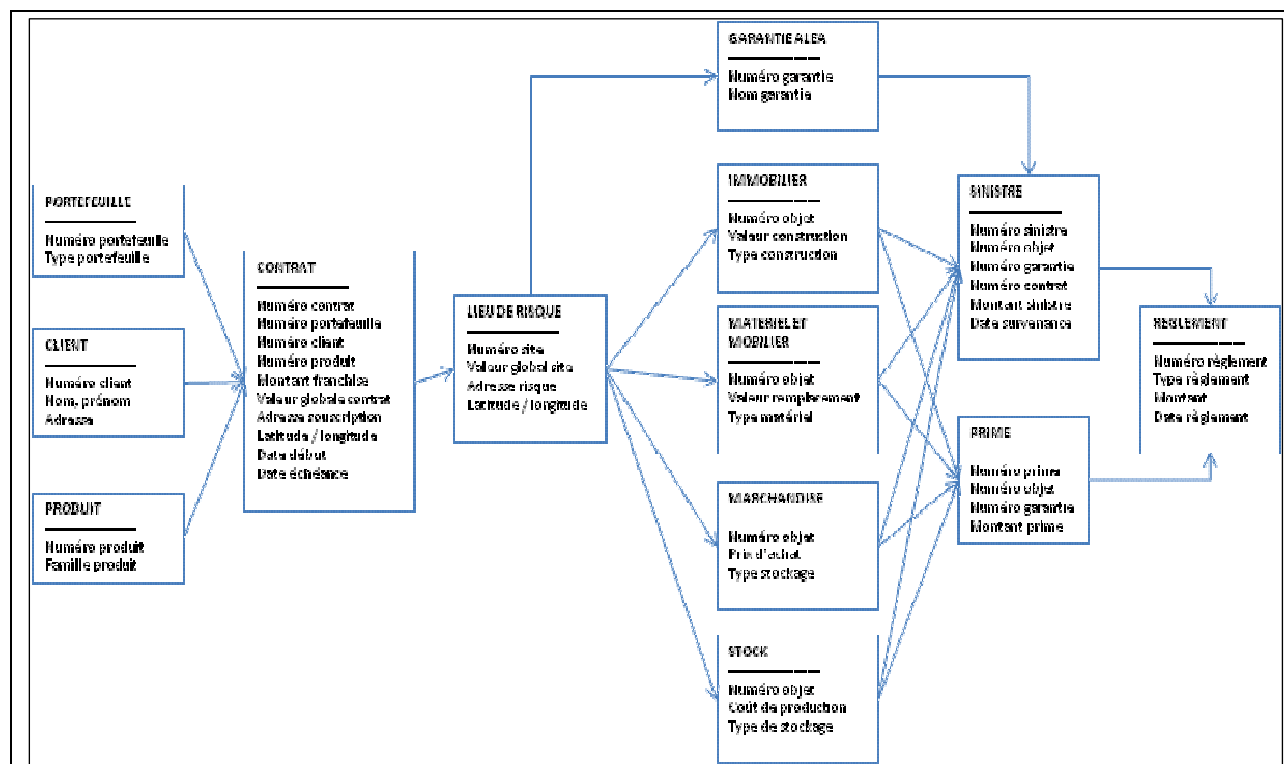 GARANTIE ALEA
Numéro garantie
Nom garantie
PORTEFEUILLE
Numéro portefeuille
Type portefeuille
CLIENT
Numéro client
Nom, prénom
Adresse
PRODUIT
Numéro produit
Famille produit
CONTRAT
Numéro contrat
Numéro portefeuille
Numéro client
Numéro produit
Montant franchise
Valeur globale contrat
Adresse souscription
Latitude / longitude
Date début
Date échéance
LIEU DE RISQUE
Numéro site
Valeur global site
Adresse risque
Latitude / longitude
IMMOBILIER
Numéro objet
Valeur construction
Type construction
MATERIEL ET
MOBILIER
Numéro objet
Valeur remplacement
Type matériel
MARCHANDISE
Numéro objet
Prix d'achat
Type stockage
STOCK
Numéro objet
Coût de production
Type de stockage
SINISTRE
Numéro sinistre
Numéro objet
Numéro garantie
Numéro contrat
Montant sinistre
Date survenance
PRIME
Numéro prime
Numéro objet
Numéro garantie
Montant prime
REGLEMENT
Numéro règlement
Type règlement
Montant
Date règlement